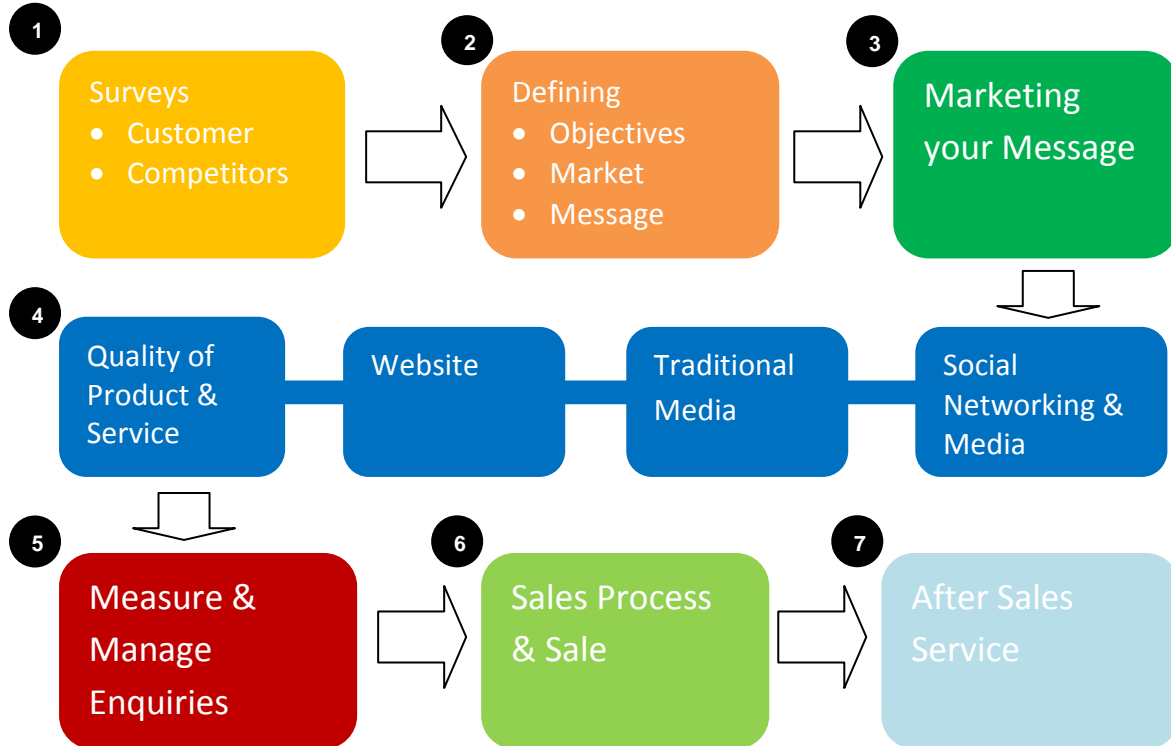 1
Surveys
• Customer
• Competitors
2
Defining
• Objectives
• Market
• Message
3
Marketing
your Message
4
Quality of
Product &
Service
Website
Traditional
Media
Social
Networking &
Media
5
Measure &
Manage
Enquiries
6
Sales Process
& Sale
7
After Sales
Service